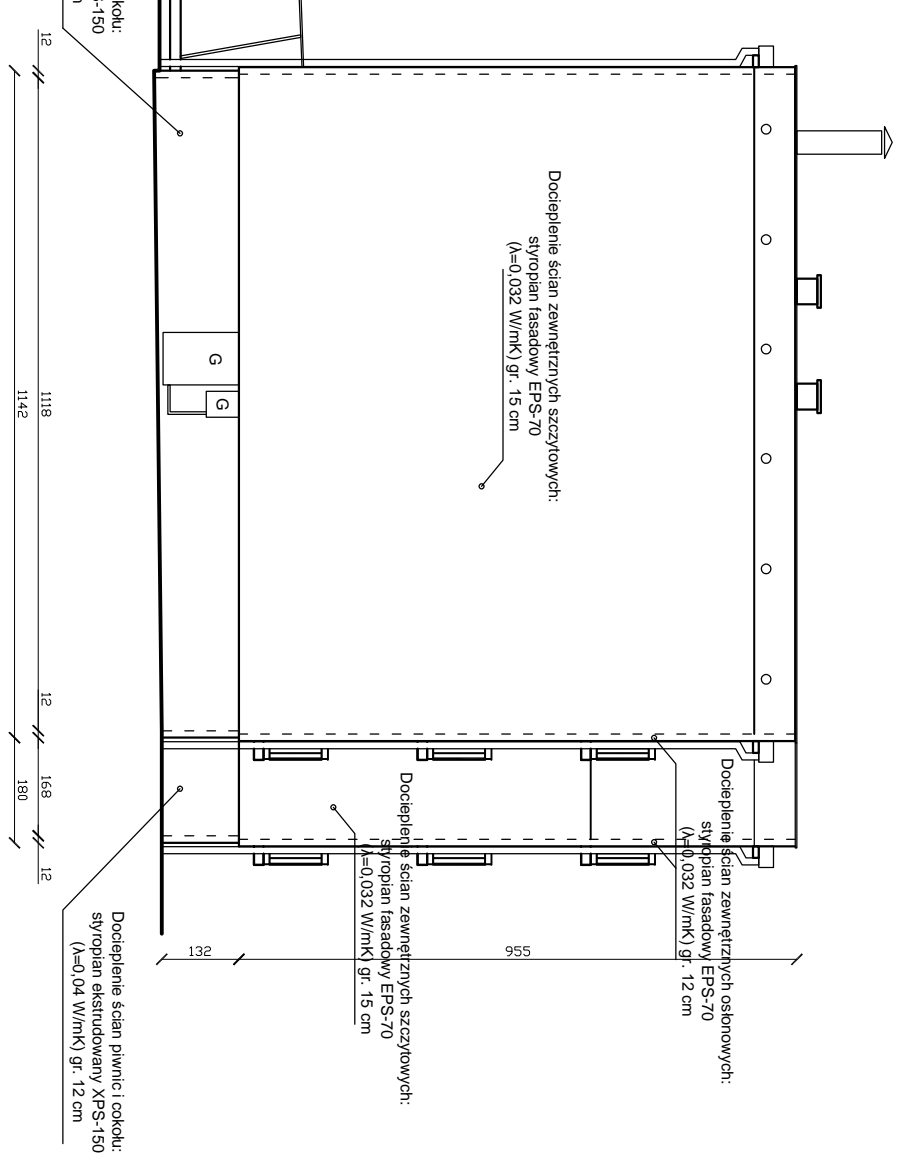 Docieplenie ścian zewnętrznych szczytowych:
styropian fasadowy EPS-70
(λ=0,032 W/mK) gr. 15 cm
Docieplenie ścian zewnętrznych osłonowych:
styropian fasadowy EPS-70
(λ=0,032 W/mK) gr. 12 cm
Docieplenie ścian zewnętrznych szczytowych:
styropian fasadowy EPS-70
(λ=0,032 W/mK) gr. 15 cm
955
132
G
G
Docieplenie ścian piwnic i cokołu:
styropian ekstrudowany XPS-150
(λ=0,04 W/mK) gr. 12 cm
cokołu:
-150
12
1118
12
168
12
1142
180